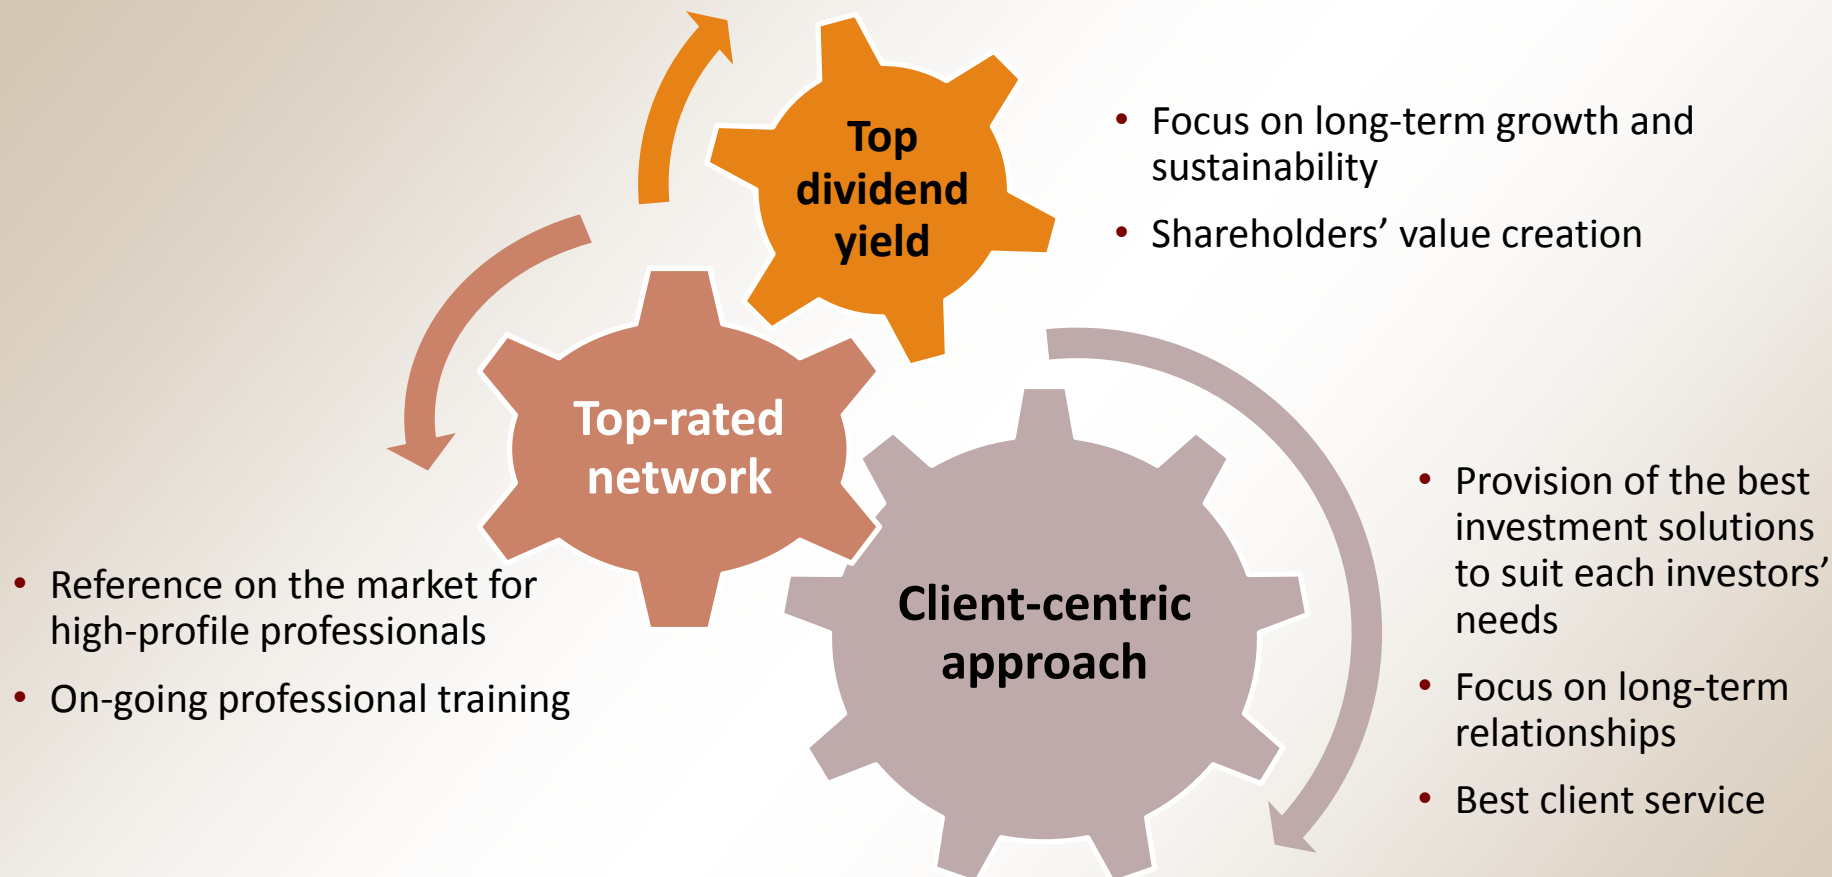 Top
dividend
yield
• Focus on long-term growth and
sustainability
• Shareholders’ value creation
Top-rated
network
• Reference on the market for
high-profile professionals
• On-going professional training
Client-centric
approach
• Provision of the best
investment solutions
to suit each investors’
needs
• Focus on long-term
relationships
• Best client service